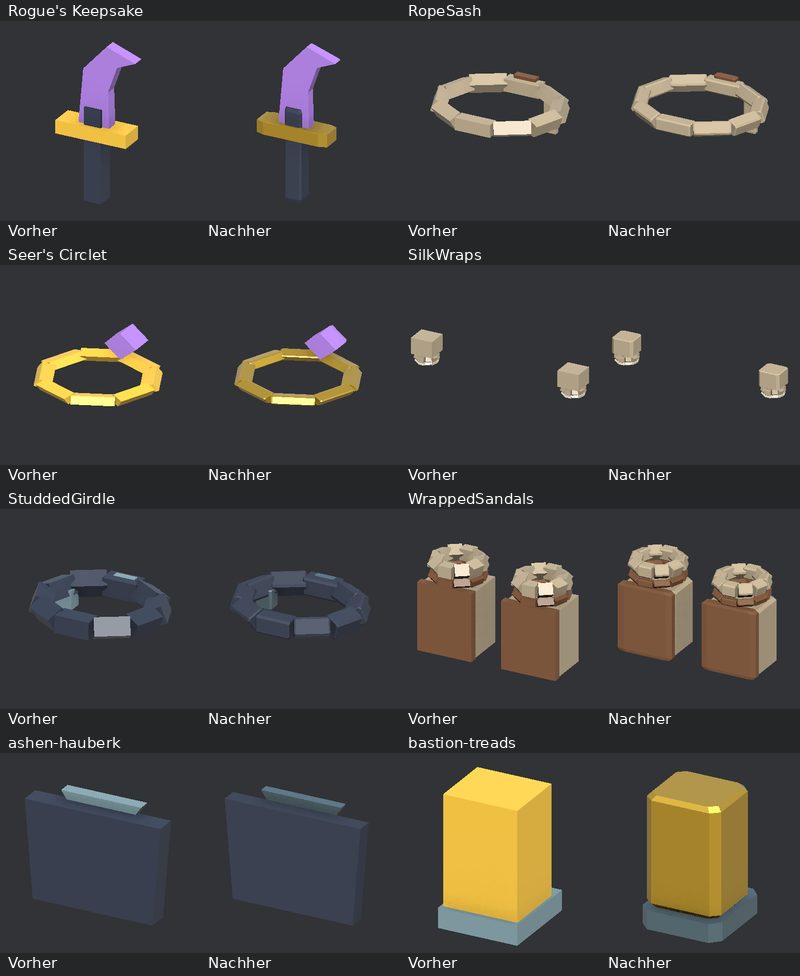 Rogue's Keepsake
RopeSash
Vorher
Nachher
Vorher
Nachher
Seer's Circlet
SilkWraps
Vorher
Nachher
Vorher
Nachher
StuddedGirdle
WrappedSandals
Vorher
Nachher
Vorher
Nachher
ashen-hauberk
bastion-treads
Vorher
Nachher
Vorher
Nachher